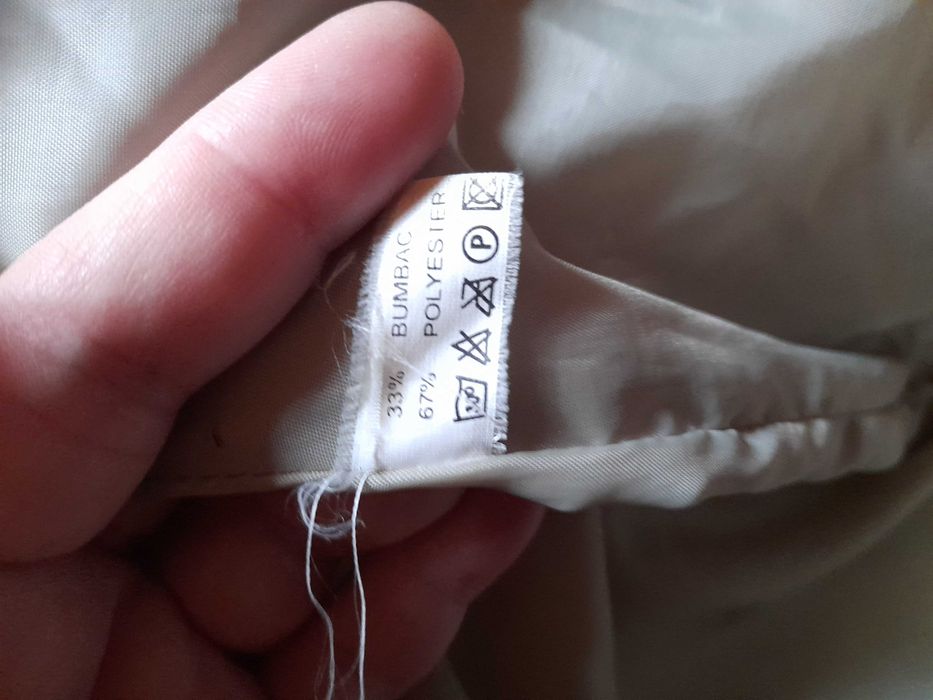 33% BUMBAC
67% POLYESTER
P